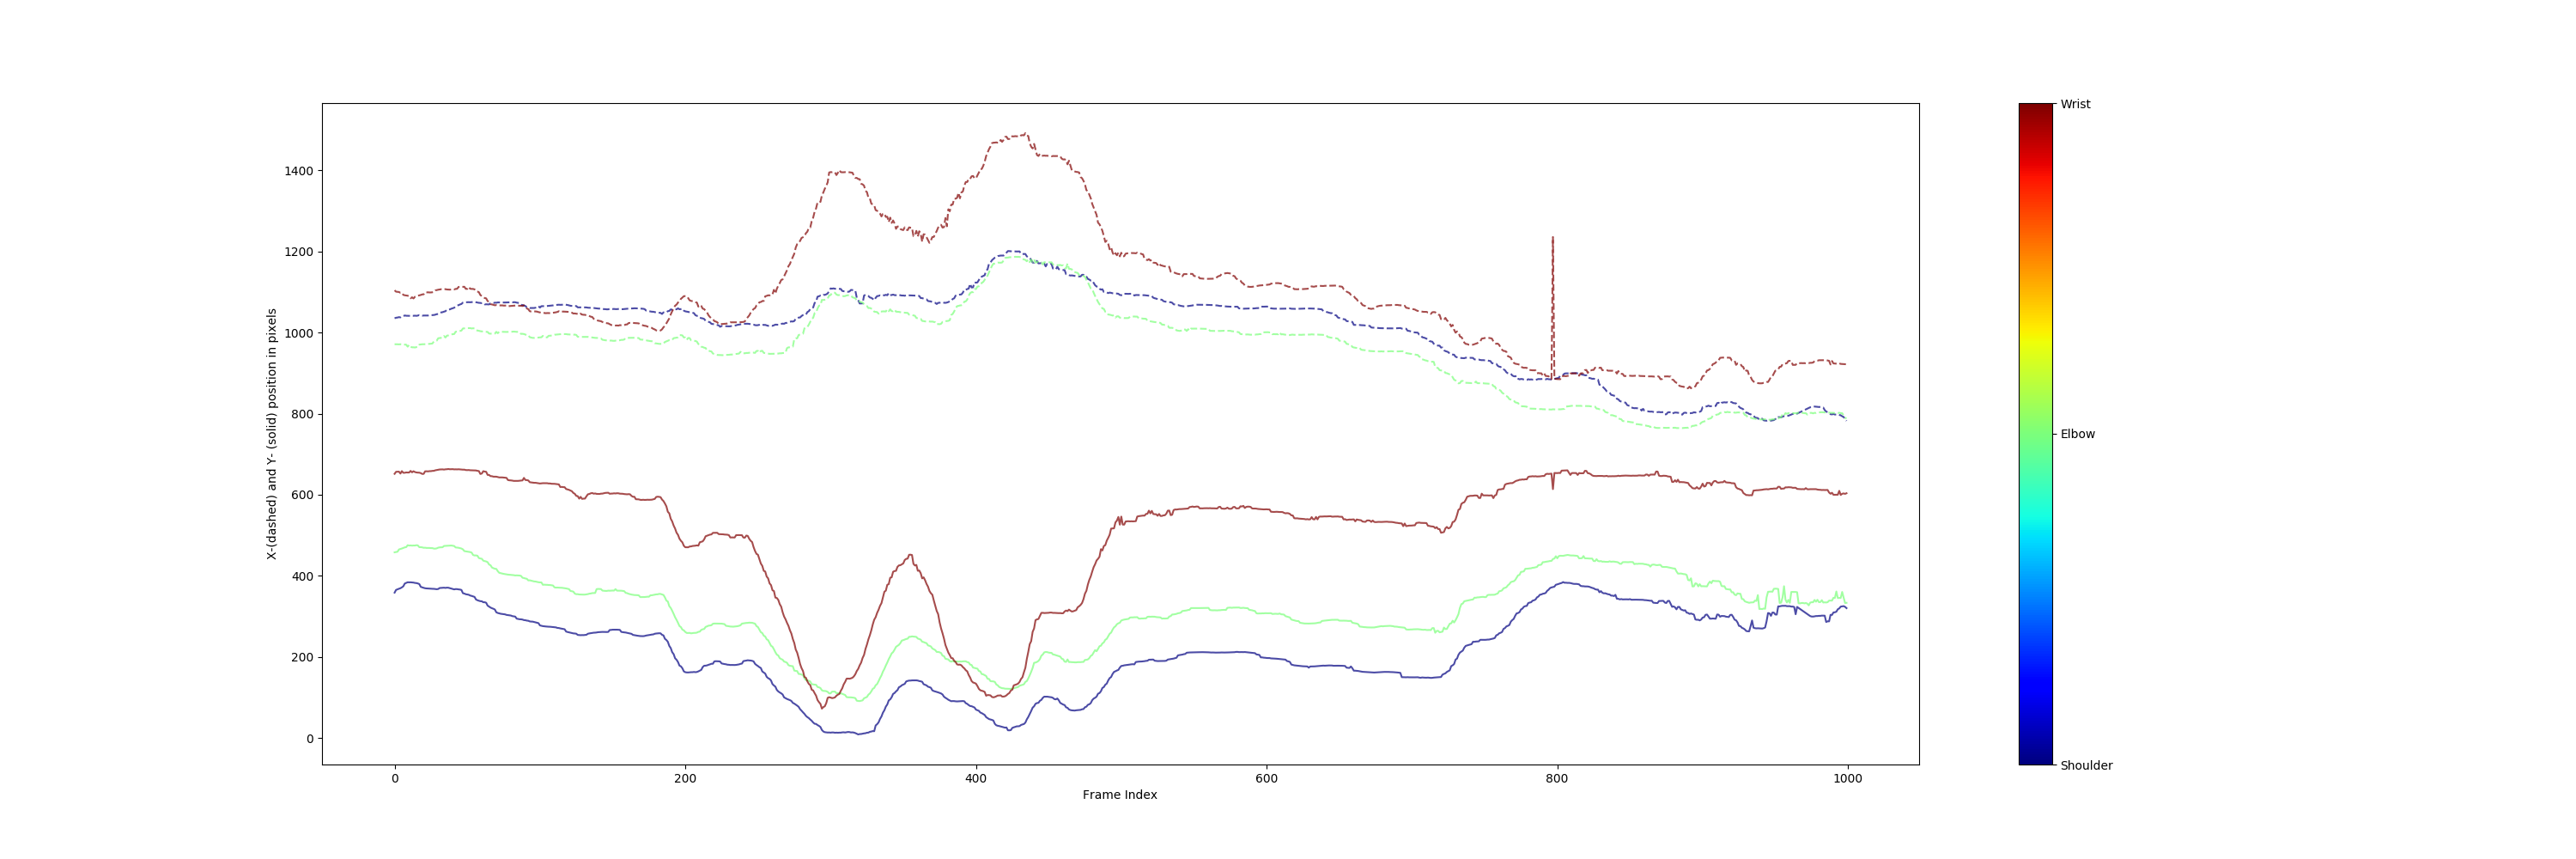 X-(dashed) and Y- (solid) position in pixels
1400
1200
1000
800
600
400
200
0
0 200 400 600 800 1000
Frame Index
Wrist
Elbow
Shoulder